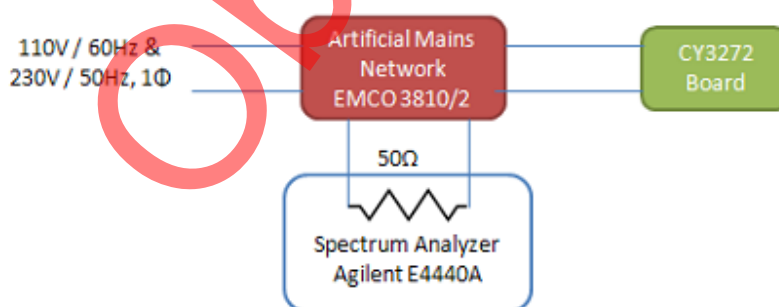 110V / 60Hz &
230V / 50Hz, 1Φ
Artificial Mains
Network
EMCO 3810/2
CY3272
Board
50Ω
Spectrum Analyzer
Agilent E4440A